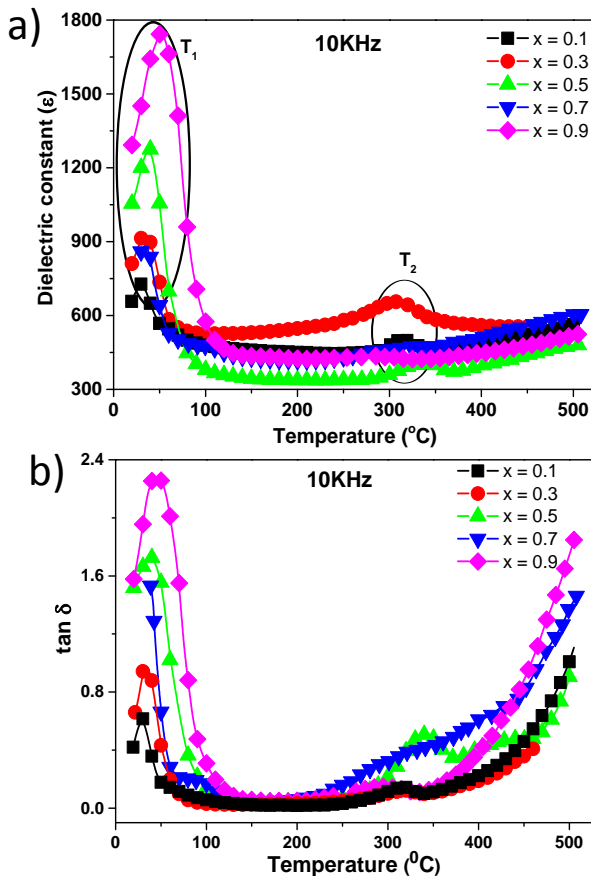 a)
10KHz
T1
T2
x = 0.1
x = 0.3
x = 0.5
x = 0.7
x = 0.9
Dielectric constant (ε)
1800
1500
1200
900
600
300
0 100 200 300 400 500
Temperature (oC)
b)
10KHz
x = 0.1
x = 0.3
x = 0.5
x = 0.7
x = 0.9
tan δ
2.4
1.6
0.8
0.0
0 100 200 300 400 500
Temperature (0C)